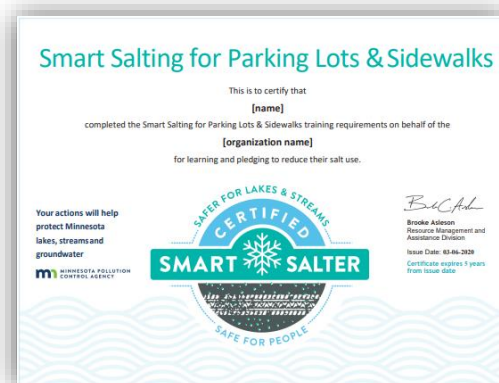 Smart Salting for Parking Lots & Sidewalks
This is to certify that
[name]
completed the Smart Salting for Parking Lots & Sidewalks training requirements on behalf of the
[organization name]
for learning and pledging to reduce their salt use.
Your actions will help
protect Minnesota
lakes, streams and
groundwater
MINNESOTA POLLUTION
CONTROL AGENCY
SAFER FOR LAKES & STREAMS
CERTIFIED
SMART SALTER
SAFE FOR PEOPLE
Brooke Asleson
Resource Management and
Assistance Division
Issue Date: 03-06-2020
Certificate expires 5 years
from issue date